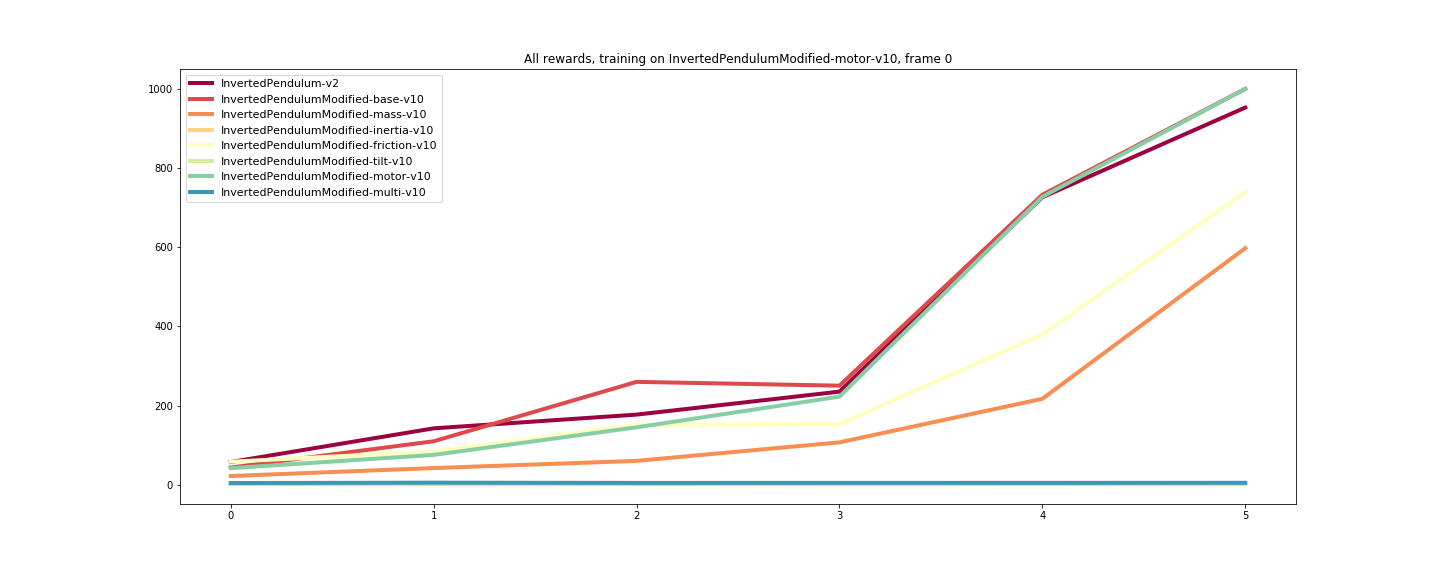 All rewards, training on InvertedPendulumModified-motor-v10, frame 0
InvertedPendulum-v2
InvertedPendulumModified-base-v10
InvertedPendulumModified-mass-v10
InvertedPendulumModified-inertia-v10
InvertedPendulumModified-friction-v10
InvertedPendulumModified-tilt-v10
InvertedPendulumModified-motor-v10
InvertedPendulumModified-multi-v10
1000
800
600
400
200
0
0 1 2 3 4 5